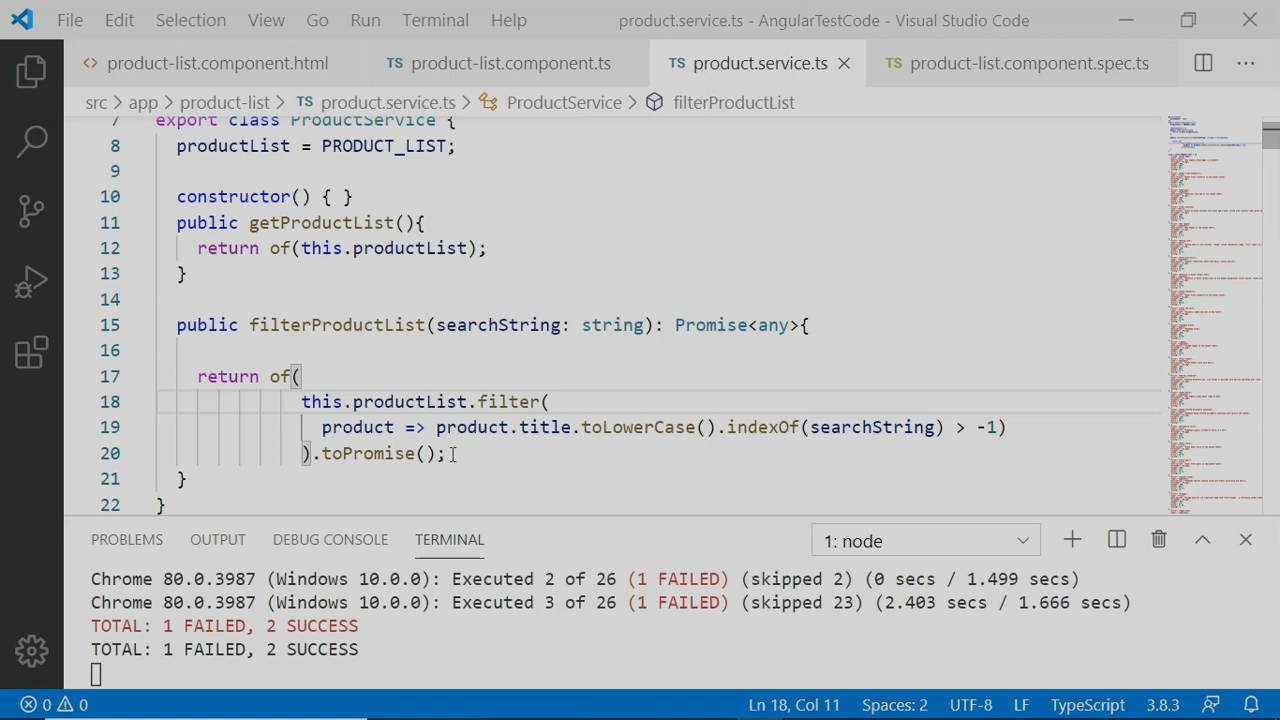 File Edit Selection View Go Run Terminal Help product.service.ts - AngularTestCode - Visual Studio Code
<> product-list.component.html TS product-list.component.ts TS product.service.ts TS product-list.component.spec.ts
src > app > product-list > TS product.service.ts > ProductService > filterProductList
7 export class ProductService {
8 productList = PRODUCT_LIST;
9
10 constructor() { }
11 public getProductList(){
12 return of(this.productList);
13 }
14
15 public filterProductList(searchString: string): Promise<any>{
16
17 return of(
18 this.productList.filter(
19 product => product.title.toLowerCase().indexOf(searchString) > -1)
20 ).toPromise();
21 }
22 }
PROBLEMS OUTPUT DEBUG CONSOLE TERMINAL 1: node
Chrome 80.0.3987 (Windows 10.0.0): Executed 2 of 26 (1 FAILED) (skipped 2) (0 secs / 1.499 secs)
Chrome 80.0.3987 (Windows 10.0.0): Executed 3 of 26 (1 FAILED) (skipped 23) (2.403 secs / 1.666 secs)
TOTAL: 1 FAILED, 2 SUCCESS
TOTAL: 1 FAILED, 2 SUCCESS
0 0 Ln 18, Col 11 Spaces: 2 UTF-8 LF TypeScript 3.8.3